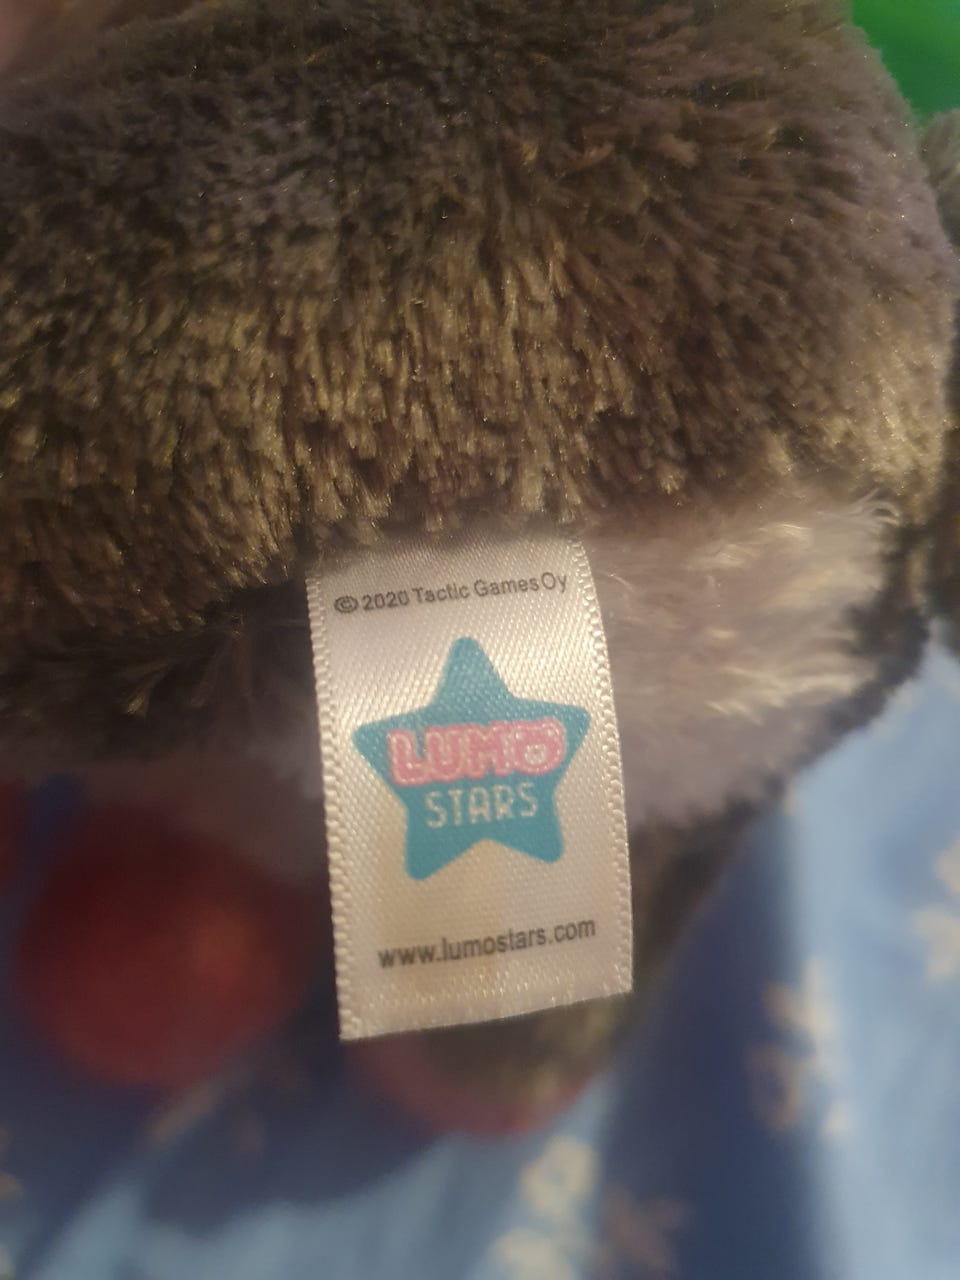 © 2020 Tactic Games Oy
LUMO
STARS
www.lumostars.com